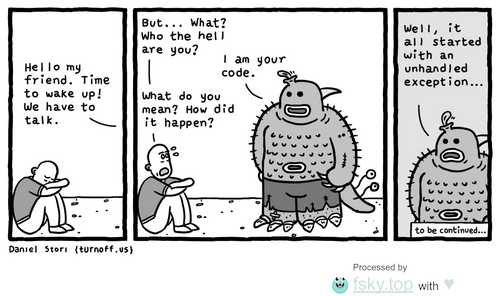 Hello my
friend. Time
to wake up!
We have to
talk.
But... What?
Who the hell
are you?
I am your
code.
What do you
mean? How did
it happen?
Well, it
all started
with an
unhandled
exception...
to be continued...
Daniel Stori {turnoff.us}
Processed by
fsky.top with ♥